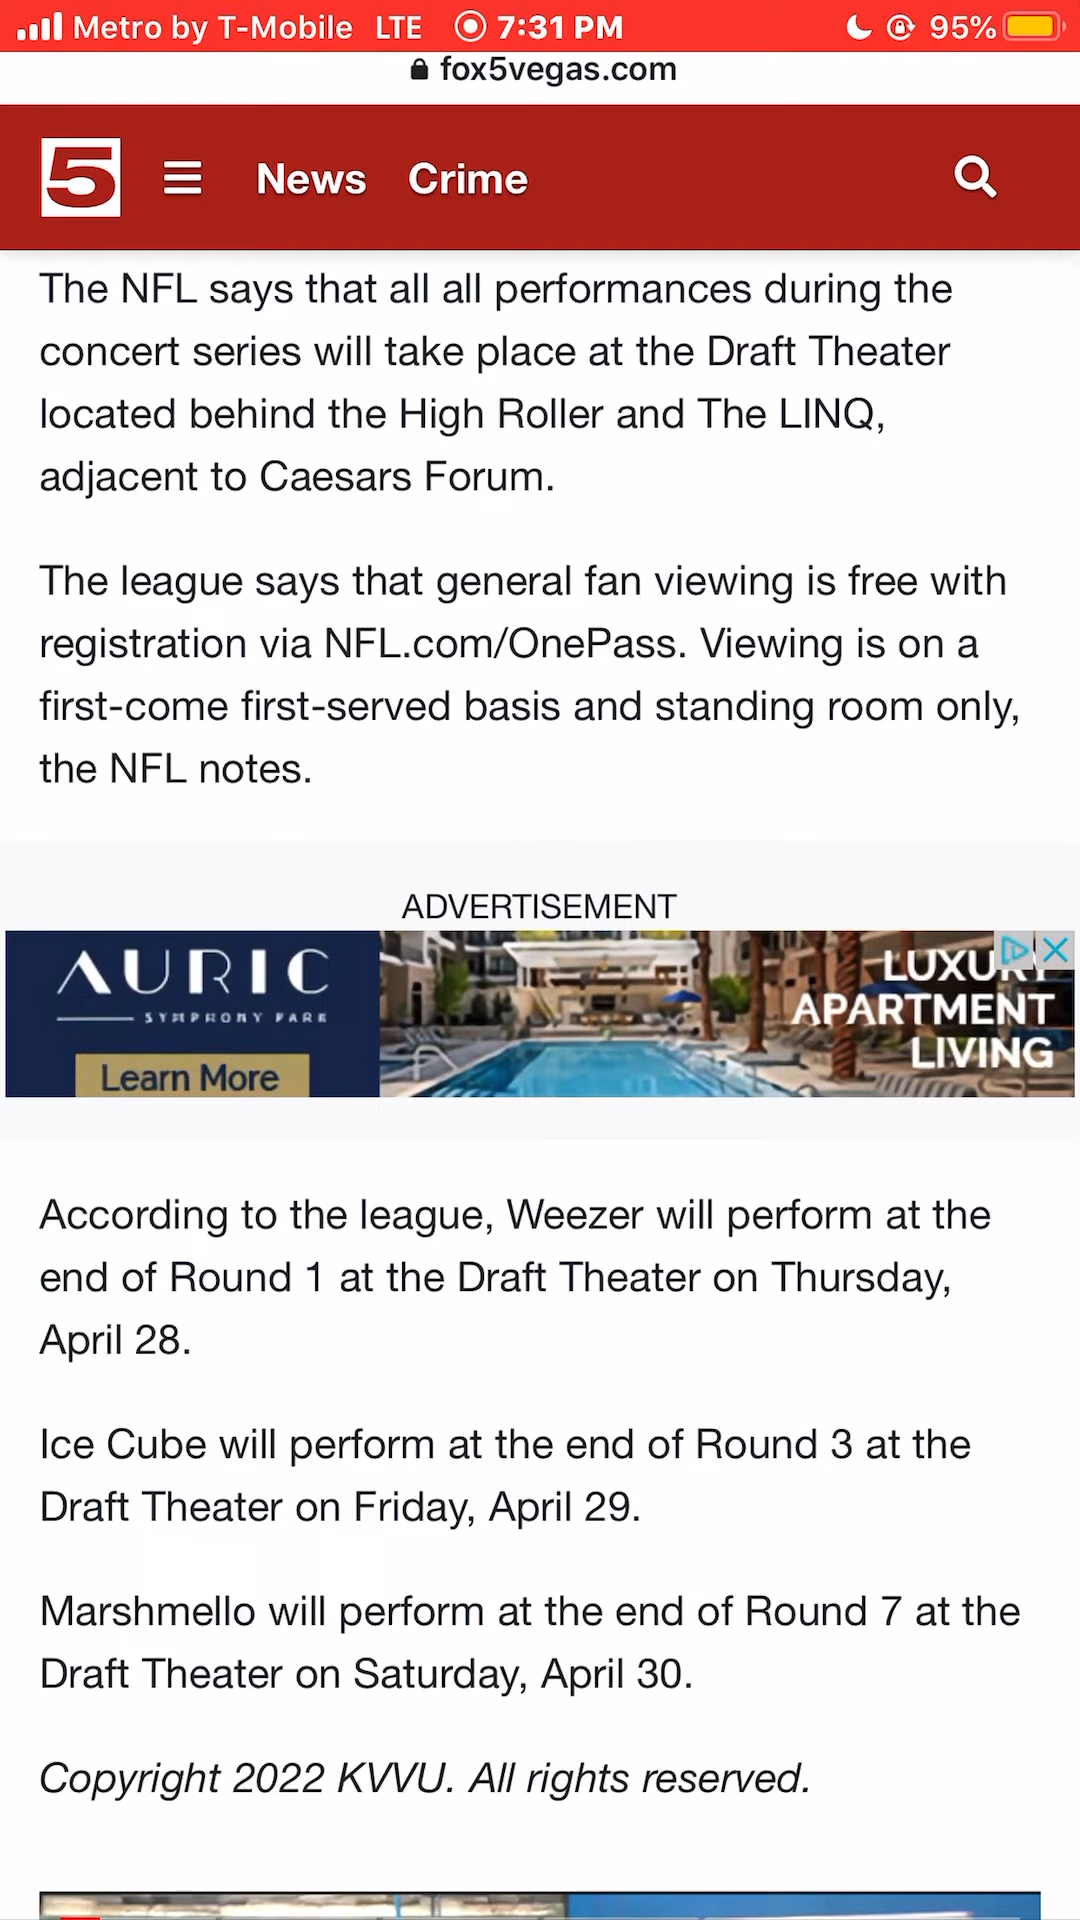 Metro by T-Mobile LTE 7:31 PM 95%
fox5vegas.com
5 News Crime
The NFL says that all all performances during the
concert series will take place at the Draft Theater
located behind the High Roller and The LINQ,
adjacent to Caesars Forum.
The league says that general fan viewing is free with
registration via NFL.com/OnePass. Viewing is on a
first-come first-served basis and standing room only,
the NFL notes.
ADVERTISEMENT
AURIC
SYMPHONY PARK
Learn More
LUXURY
APARTMENT
LIVING
According to the league, Weezer will perform at the
end of Round 1 at the Draft Theater on Thursday,
April 28.
Ice Cube will perform at the end of Round 3 at the
Draft Theater on Friday, April 29.
Marshmello will perform at the end of Round 7 at the
Draft Theater on Saturday, April 30.
Copyright 2022 KVVU. All rights reserved.